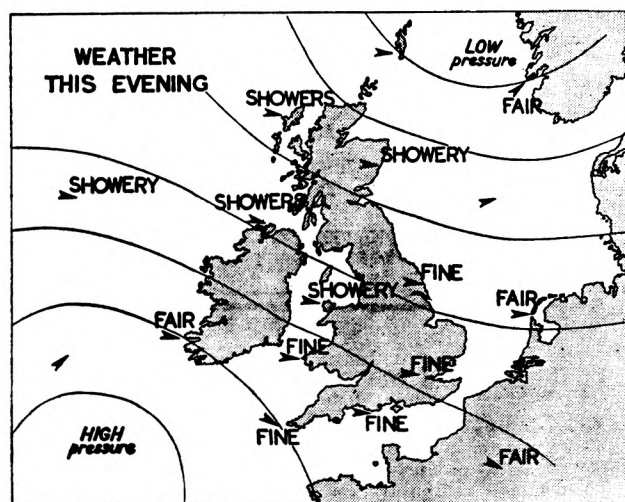 WEATHER
THIS EVENING
LOW
pressure
FAIR
SHOWERS
SHOWERY
SHOWERY
SHOWERS
FINE
SHOWERY
FAIR
FAIR
FINE
FINE
FINE
FINE
HIGH
pressure
FAIR